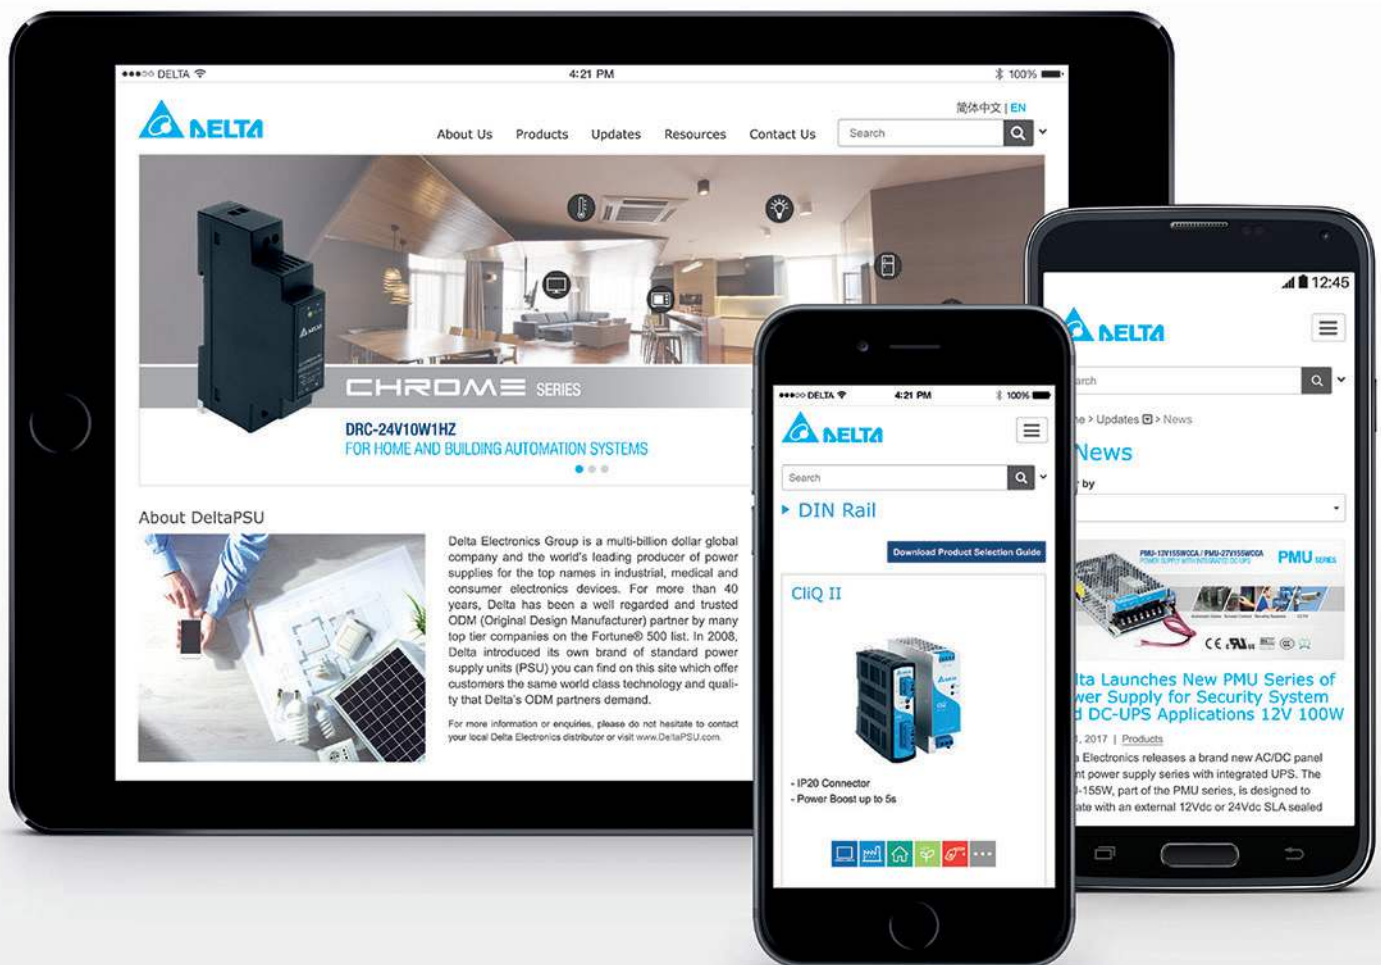 DELTA
4:21 PM
100%
简体中文 | EN
DELTA
About Us Products Updates Resources Contact Us Search
CHROME SERIES
DRC-24V10W1HZ
FOR HOME AND BUILDING AUTOMATION SYSTEMS
About DeltaPSU
Delta Electronics Group is a multi-billion dollar global
company and the world's leading producer of power
supplies for the top names in industrial, medical and
consumer electronics devices. For more than 40
years, Delta has been a well regarded and trusted
ODM (Original Design Manufacturer) partner by many
top tier companies on the Fortune® 500 list. In 2008,
Delta introduced its own brand of standard power
supply units (PSU) you can find on this site which offer
customers the same world class technology and quali-
ty that Delta's ODM partners demand.
For more information or enquiries, please do not hesitate to contact
your local Delta Electronics distributor or visit www.DeltaPSU.com.
DELTA
4:21 PM
100%
DELTA
Search
DIN Rail
Download Product Selection Guide
CliQ II
- IP20 Connector
- Power Boost up to 5s
12:45
DELTA
> Updates > News
News
by
PMU-13V155WCCA / PMU-27V155WCCA
POWER SUPPLY WITH INTEGRATED DC-UPS
PMU SERIES
Launches New PMU Series of
Supply for Security System
DC-UPS Applications 12V 100W
2017 | Products
Electronics releases a brand new AC/DC panel
power supply series with integrated UPS. The
part of the PMU series, is designed to
with an external 12Vdc or 24Vdc SLA sealed